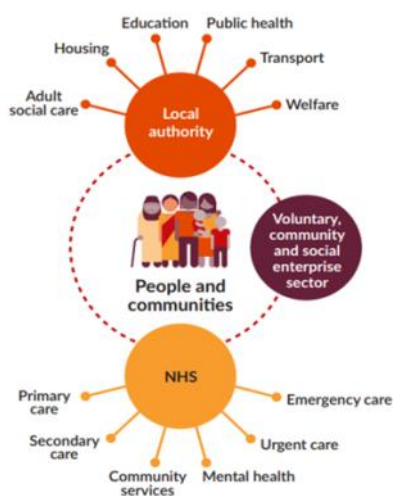 Education
Public health
Housing
Transport
Adult
social care
Welfare
Local
authority
Voluntary,
community
and social
enterprise
sector
People and
communities
NHS
Primary
care
Emergency care
Secondary
care
Urgent care
Community
services
Mental health